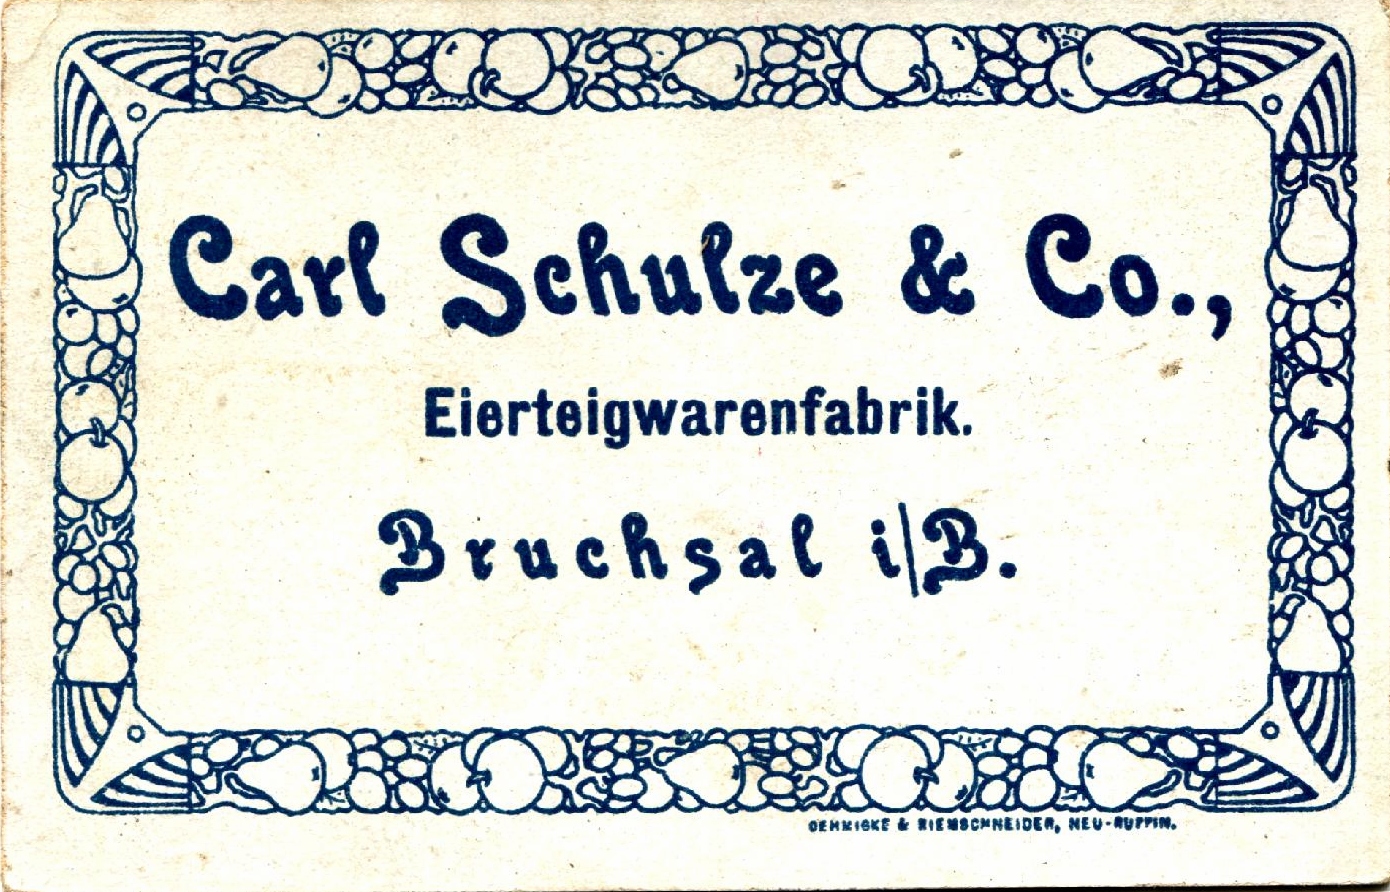 Carl Schulze & Co.,
Eierteigwarenfabrik.
Bruchsal i/B.
OEHMIGKE & RIEMSCHNEIDER, NEU-RUPPIN.